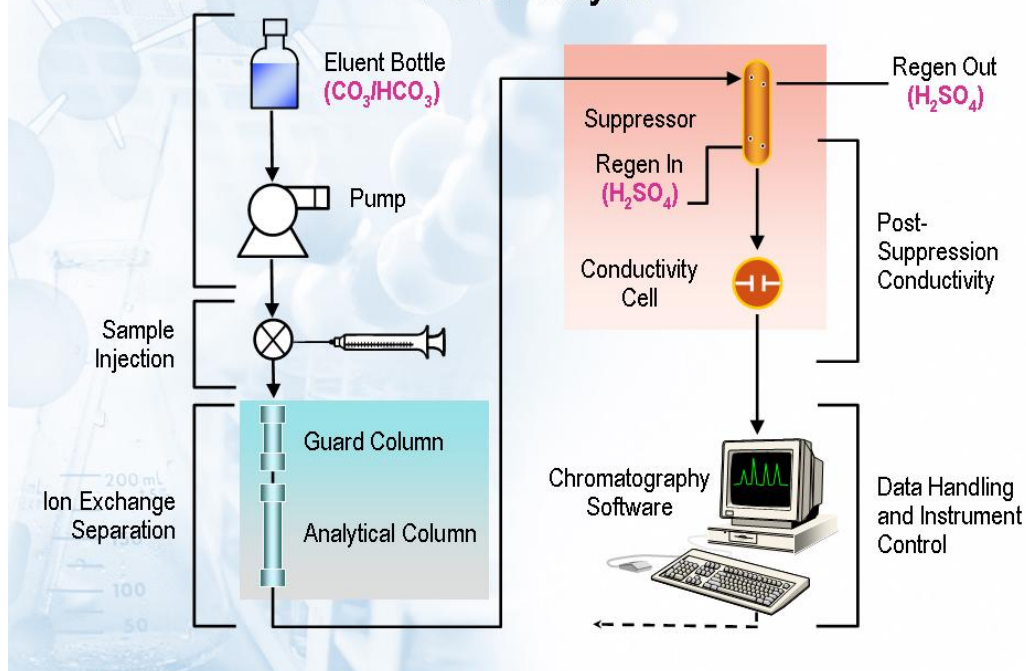 Eluent Bottle
(CO₃/HCO₃)
Pump
Sample
Injection
Guard Column
Analytical Column
Ion Exchange
Separation
200 mL
100
50
Regen Out
(H₂SO₄)
Suppressor
Regen In
(H₂SO₄)
Conductivity
Cell
Post-
Suppression
Conductivity
Chromatography
Software
Data Handling
and Instrument
Control